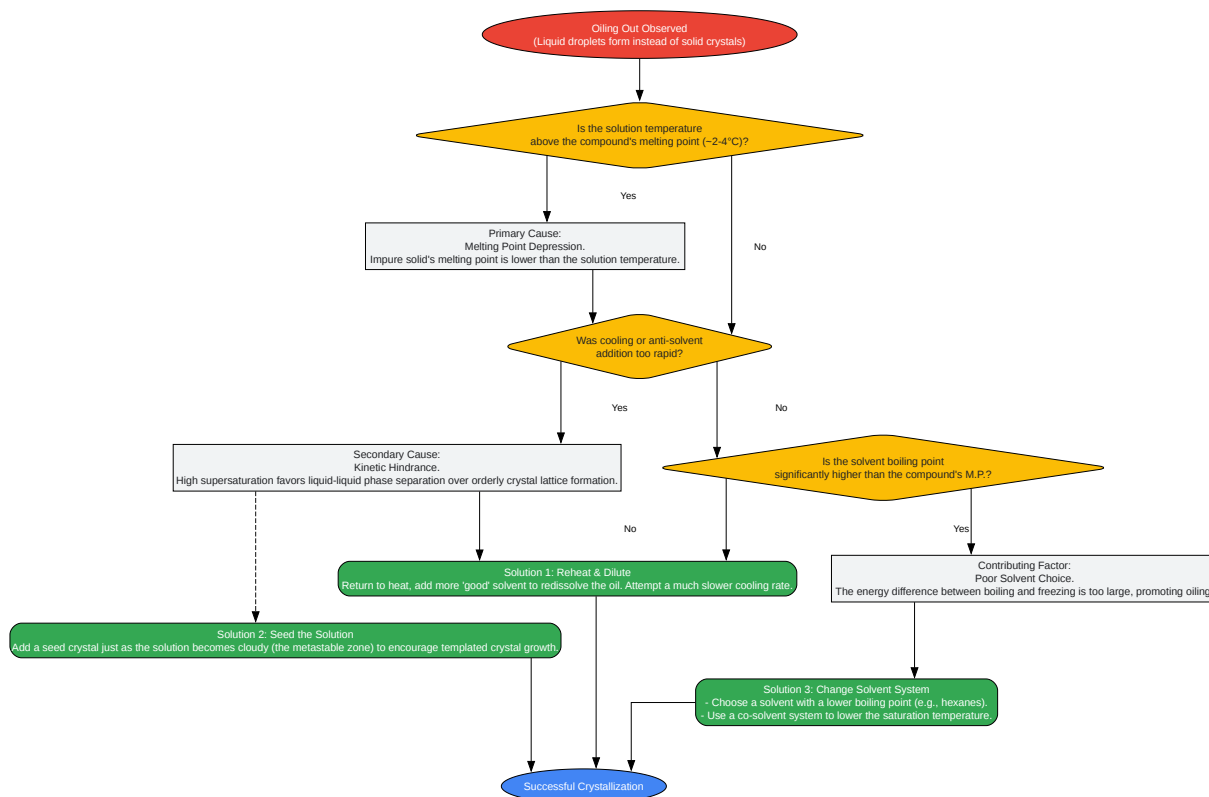 Oiling Out Observed
(Liquid droplets form instead of solid crystals)
Is the solution temperature
above the compound's melting point (~2-4°C)?
Yes
No
Primary Cause:
Melting Point Depression.
Impure solid's melting point is lower than the solution temperature.
Was cooling or anti-solvent
addition too rapid?
Yes
No
Secondary Cause:
Kinetic Hindrance.
High supersaturation favors liquid-liquid phase separation over orderly crystal lattice formation.
Is the solvent boiling point
significantly higher than the compound's M.P.?
No
Yes
Solution 1: Reheat & Dilute
Return to heat, add more 'good' solvent to redissolve the oil. Attempt a much slower cooling rate.
Contributing Factor:
Poor Solvent Choice.
The energy difference between boiling and freezing is too large, promoting oiling
Solution 2: Seed the Solution
Add a seed crystal just as the solution becomes cloudy (the metastable zone) to encourage templated crystal growth.
Solution 3: Change Solvent System
- Choose a solvent with a lower boiling point (e.g., hexanes).
- Use a co-solvent system to lower the saturation temperature.
Successful Crystallization